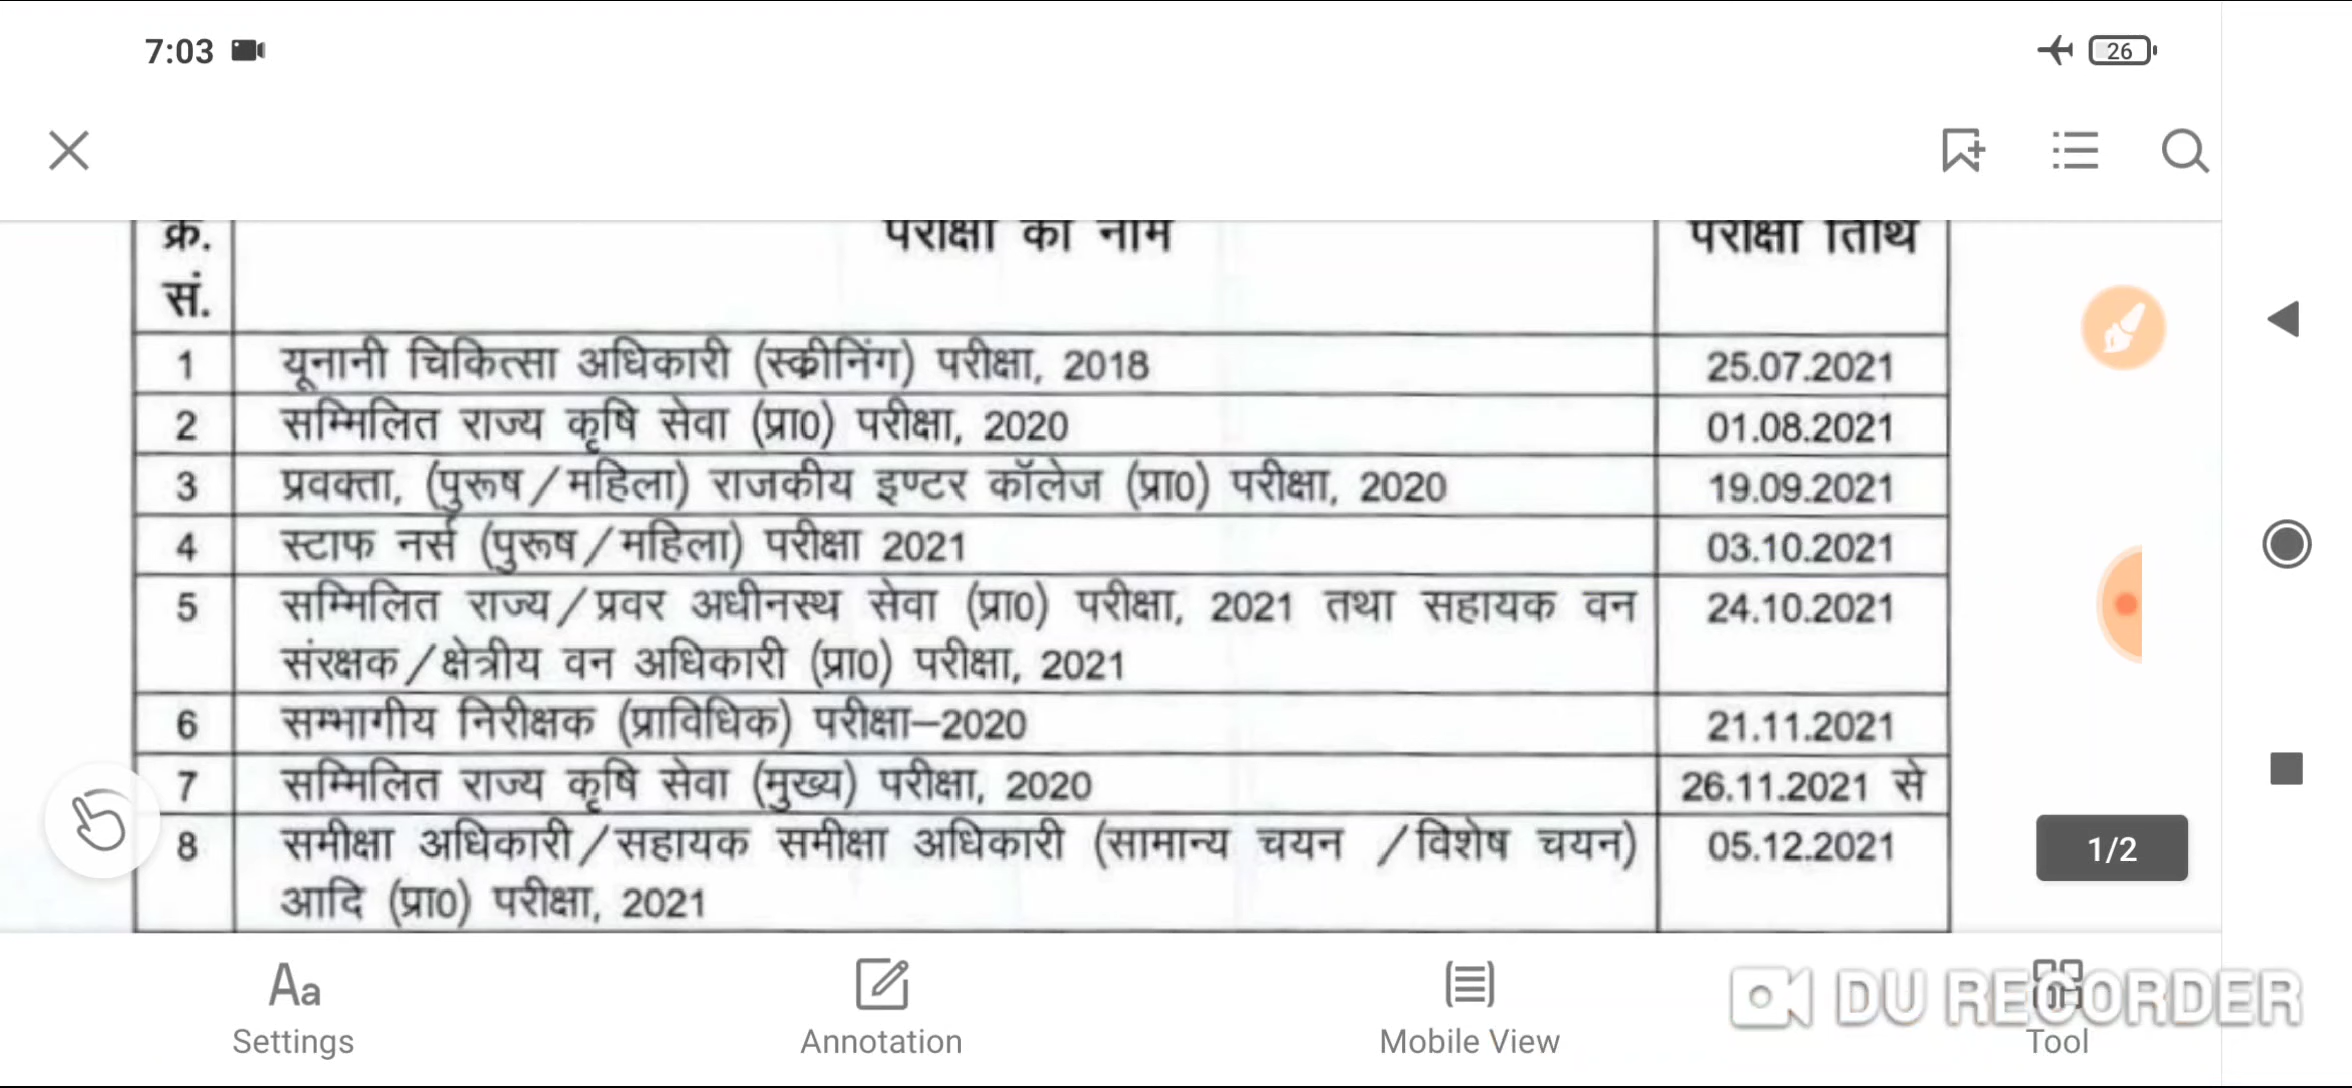 7:03
26
क्र. परीक्षा का नाम परीक्षा तिथि
सं.
1 यूनानी चिकित्सा अधिकारी (स्क्रीनिंग) परीक्षा, 2018 25.07.2021
2 सम्मिलित राज्य कृषि सेवा (प्रा0) परीक्षा, 2020 01.08.2021
3 प्रवक्ता, (पुरूष/महिला) राजकीय इण्टर कॉलेज (प्रा0) परीक्षा, 2020 19.09.2021
4 स्टाफ नर्स (पुरूष/महिला) परीक्षा 2021 03.10.2021
5 सम्मिलित राज्य/प्रवर अधीनस्थ सेवा (प्रा0) परीक्षा, 2021 तथा सहायक वन 24.10.2021
संरक्षक/क्षेत्रीय वन अधिकारी (प्रा0) परीक्षा, 2021
6 सम्भागीय निरीक्षक (प्राविधिक) परीक्षा–2020 21.11.2021
7 सम्मिलित राज्य कृषि सेवा (मुख्य) परीक्षा, 2020 26.11.2021 से
8 समीक्षा अधिकारी/सहायक समीक्षा अधिकारी (सामान्य चयन /विशेष चयन) 05.12.2021
आदि (प्रा0) परीक्षा, 2021
1/2
Aa
DU RECORDER
Settings Annotation Mobile View Tool